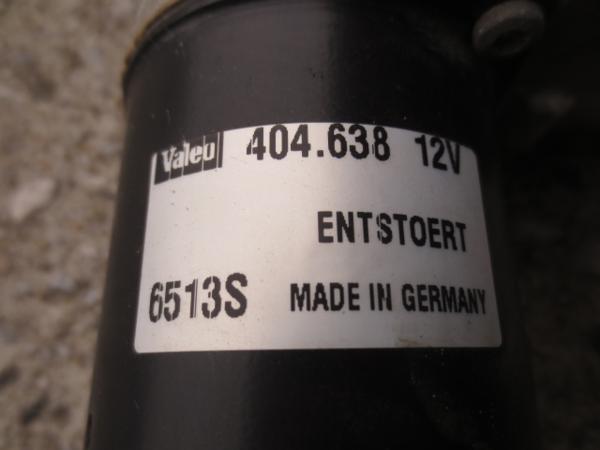 Valeo 404.638 12V
ENTSTOERT
6513S MADE IN GERMANY